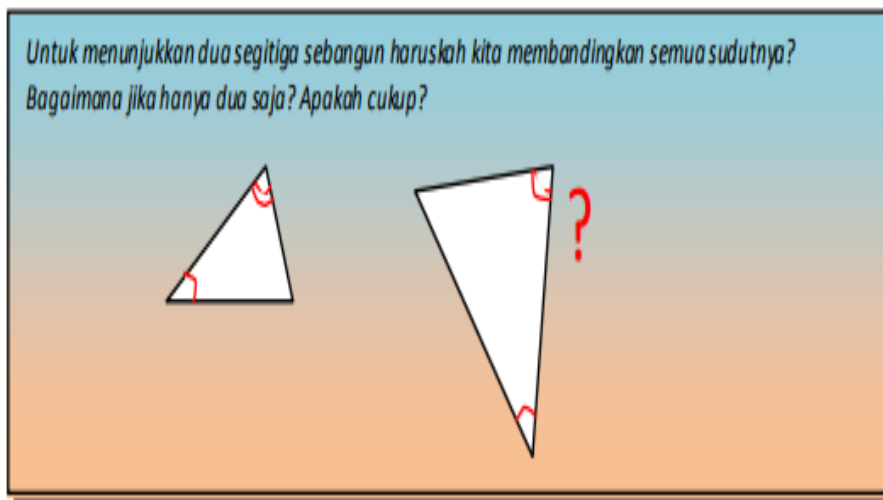 Untuk menunjukkan dua segitiga sebangun haruskah kita membandingkan semua sudutnya?
Bagaimana jika hanya dua saja? Apakah cukup?
?